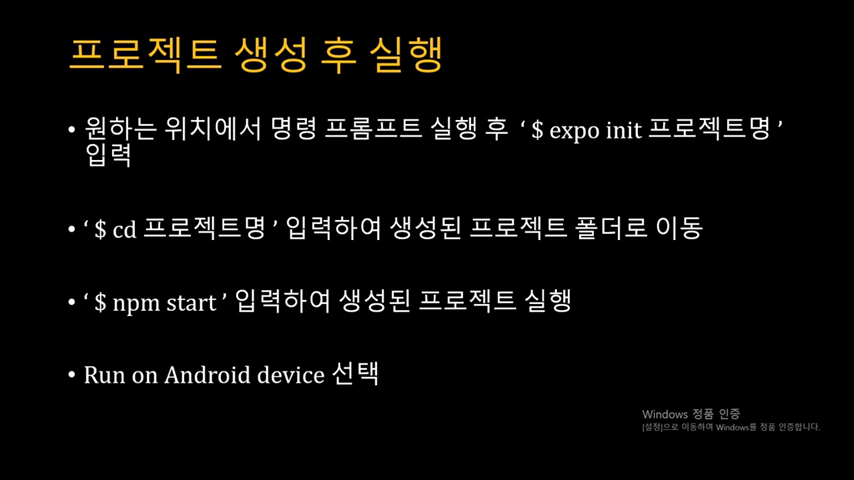 프로젝트 생성 후 실행
• 원하는 위치에서 명령 프롬프트 실행 후 ‘ $ expo init 프로젝트명 ’
입력
• ‘ $ cd 프로젝트명 ’ 입력하여 생성된 프로젝트 폴더로 이동
• ‘ $ npm start ’ 입력하여 생성된 프로젝트 실행
• Run on Android device 선택
Windows 정품 인증
[설정]으로 이동하여 Windows를 정품 인증합니다.